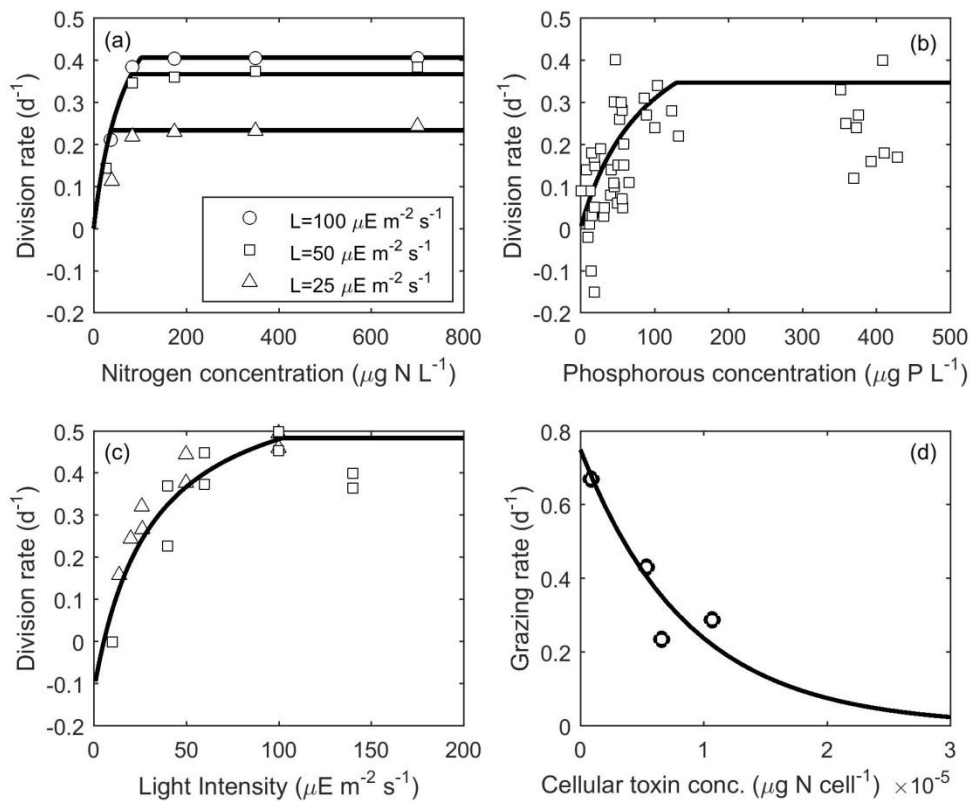 0.5
0.4
0.3
0.2
0.1
0
-0.1
-0.2
Division rate (d⁻¹)
(a)
L=100 μE m⁻² s⁻¹
L=50 μE m⁻² s⁻¹
L=25 μE m⁻² s⁻¹
0 200 400 600 800
Nitrogen concentration (μg N L⁻¹)
0.5
0.4
0.3
0.2
0.1
0
-0.1
-0.2
Division rate (d⁻¹)
(b)
0 100 200 300 400 500
Phosphorous concentration (μg P L⁻¹)
0.5
0.4
0.3
0.2
0.1
0
-0.1
-0.2
Division rate (d⁻¹)
(c)
0 50 100 150 200
Light Intensity (μE m⁻² s⁻¹)
0.8
0.6
0.4
0.2
0
Grazing rate (d⁻¹)
(d)
0 1 2 3
Cellular toxin conc. (μg N cell⁻¹) ×10⁻⁵